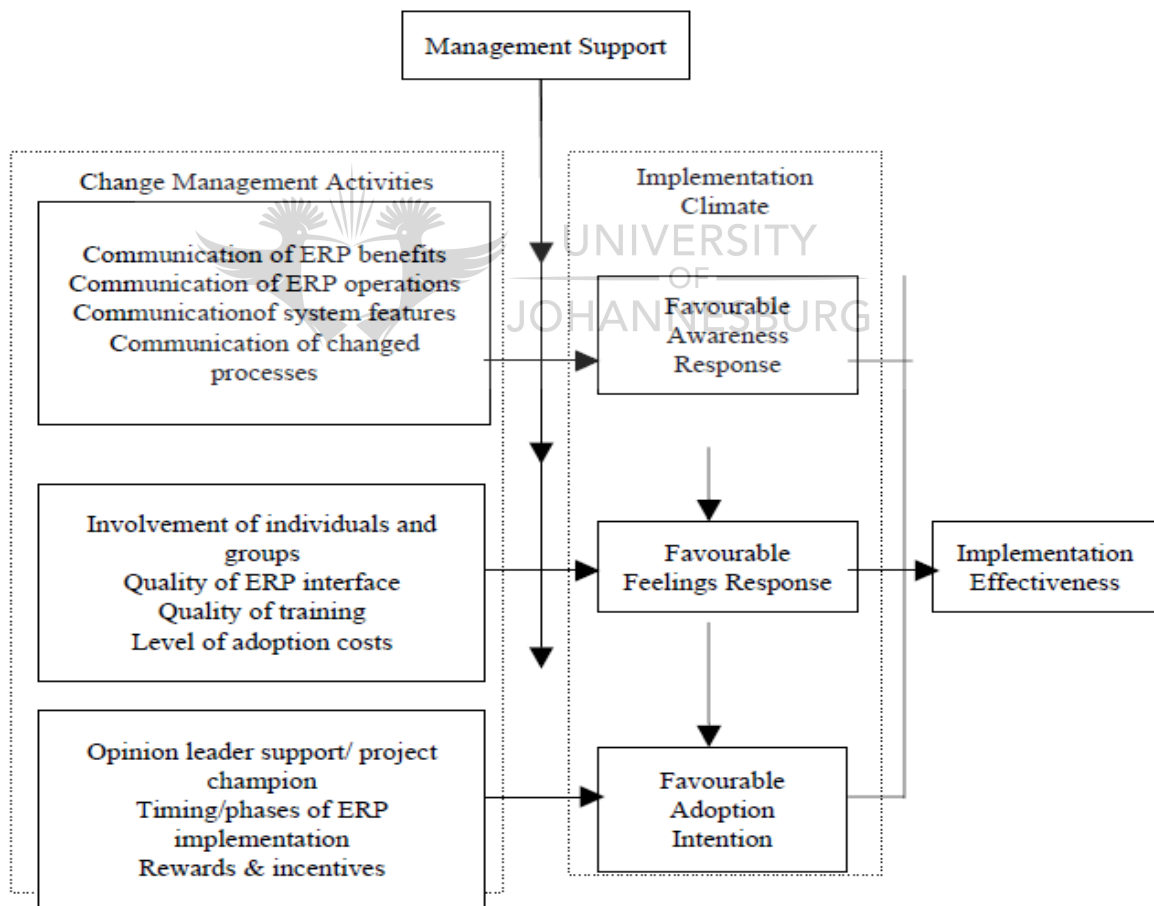 Management Support
Change Management Activities
Communication of ERP benefits
Communication of ERP operations
Communicationof system features
Communication of changed
processes
Involvement of individuals and
groups
Quality of ERP interface
Quality of training
Level of adoption costs
Opinion leader support/ project
champion
Timing/phases of ERP
implementation
Rewards & incentives
Implementation
Climate
UNIVERSITY
OF
JOHANNESBURG
Favourable
Awareness
Response
Favourable
Feelings Response
Favourable
Adoption
Intention
Implementation
Effectiveness